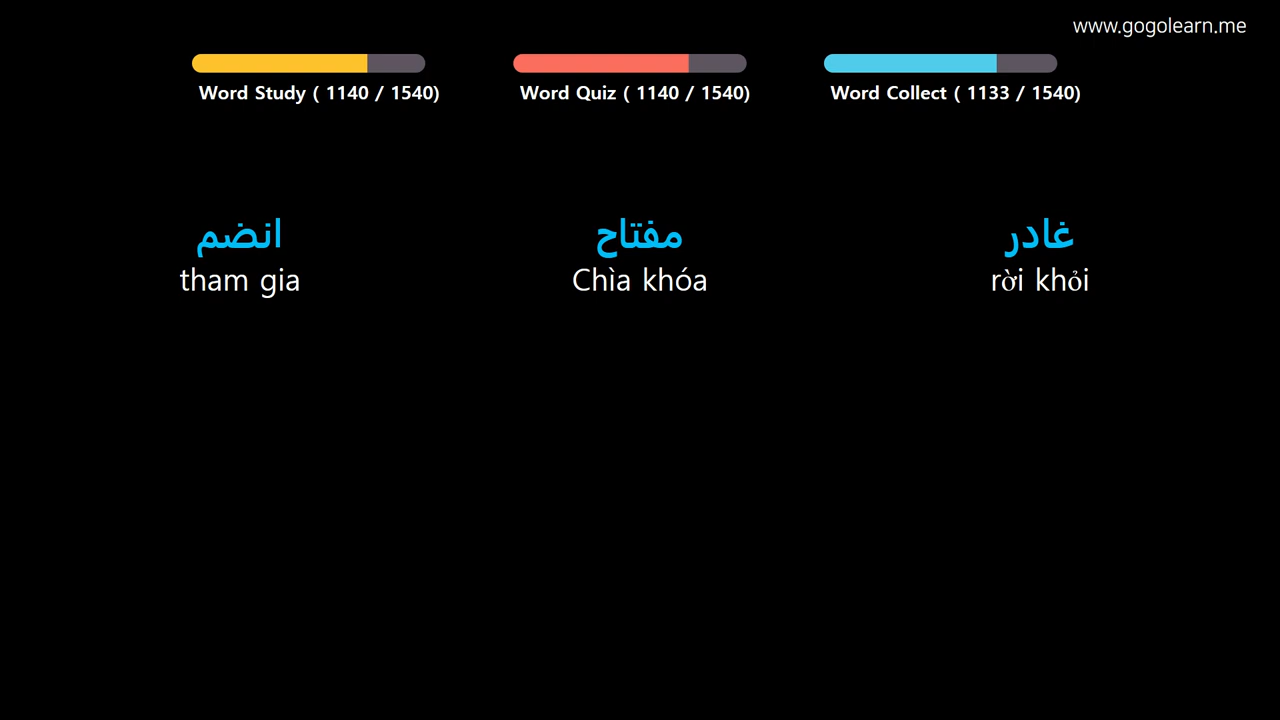 www.gogolearn.me
Word Study ( 1140 / 1540)
Word Quiz ( 1140 / 1540)
Word Collect ( 1133 / 1540)
انضم
tham gia
مفتاح
Chìa khóa
غادر
rời khỏi